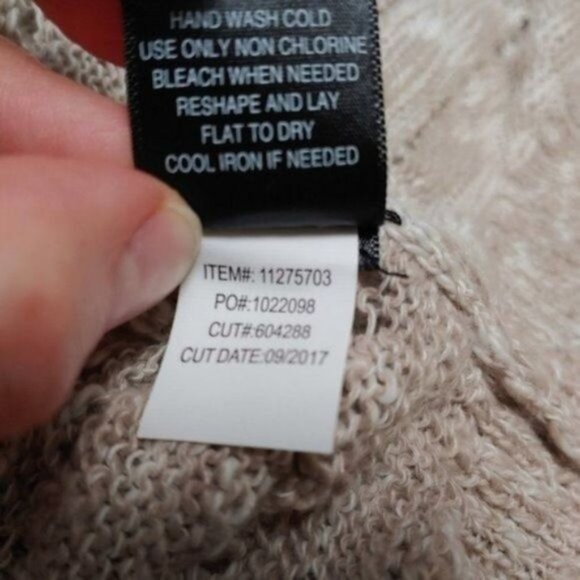 HAND WASH COLD
USE ONLY NON CHLORINE
BLEACH WHEN NEEDED
RESHAPE AND LAY
FLAT TO DRY
COOL IRON IF NEEDED
ITEM#: 11275703
PO#:1022098
CUT#:604288
CUT DATE:09/2017